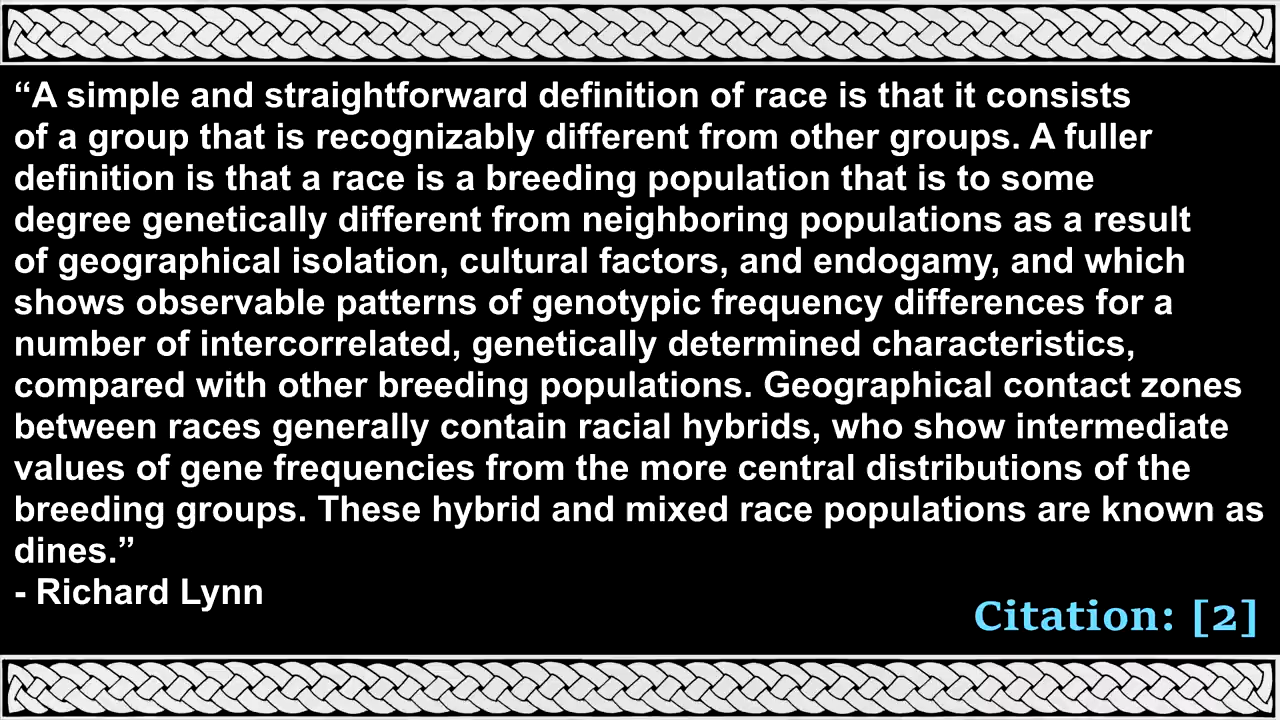 “A simple and straightforward definition of race is that it consists
of a group that is recognizably different from other groups. A fuller
definition is that a race is a breeding population that is to some
degree genetically different from neighboring populations as a result
of geographical isolation, cultural factors, and endogamy, and which
shows observable patterns of genotypic frequency differences for a
number of intercorrelated, genetically determined characteristics,
compared with other breeding populations. Geographical contact zones
between races generally contain racial hybrids, who show intermediate
values of gene frequencies from the more central distributions of the
breeding groups. These hybrid and mixed race populations are known as
dines.”
- Richard Lynn
Citation: [2]